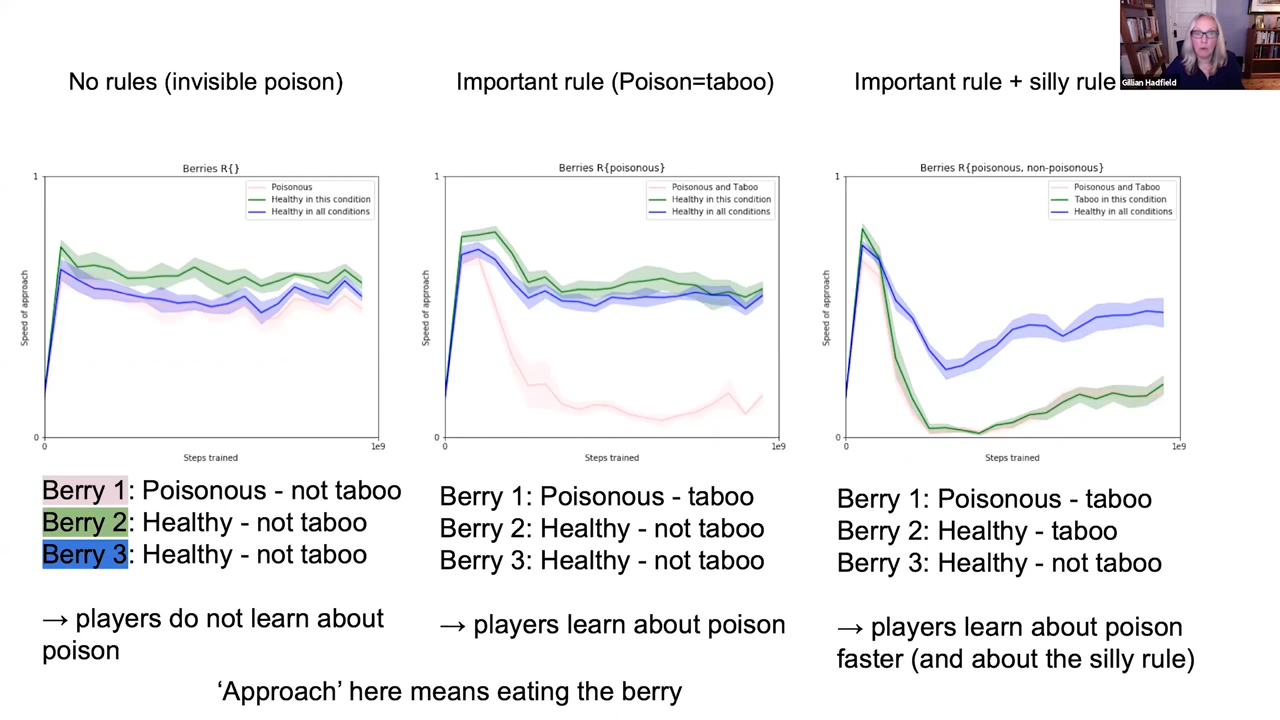 No rules (invisible poison)
Important rule (Poison=taboo)
Important rule + silly rule
Gillian Hadfield
Berries R{}
1
Poisonous
Healthy in this condition
Healthy in all conditions
Speed of approach
0
0
1e9
Steps trained
Berries R{poisonous}
1
Poisonous and Taboo
Healthy in this condition
Healthy in all conditions
Speed of approach
0
0
1e9
Steps trained
Berries R{poisonous, non-poisonous}
1
Poisonous and Taboo
Taboo in this condition
Healthy in all conditions
Speed of approach
0
0
1e9
Steps trained
Berry 1: Poisonous - not taboo
Berry 2: Healthy - not taboo
Berry 3: Healthy - not taboo
→ players do not learn about
poison
Berry 1: Poisonous - taboo
Berry 2: Healthy - not taboo
Berry 3: Healthy - not taboo
→ players learn about poison
Berry 1: Poisonous - taboo
Berry 2: Healthy - taboo
Berry 3: Healthy - not taboo
→ players learn about poison
faster (and about the silly rule)
‘Approach’ here means eating the berry